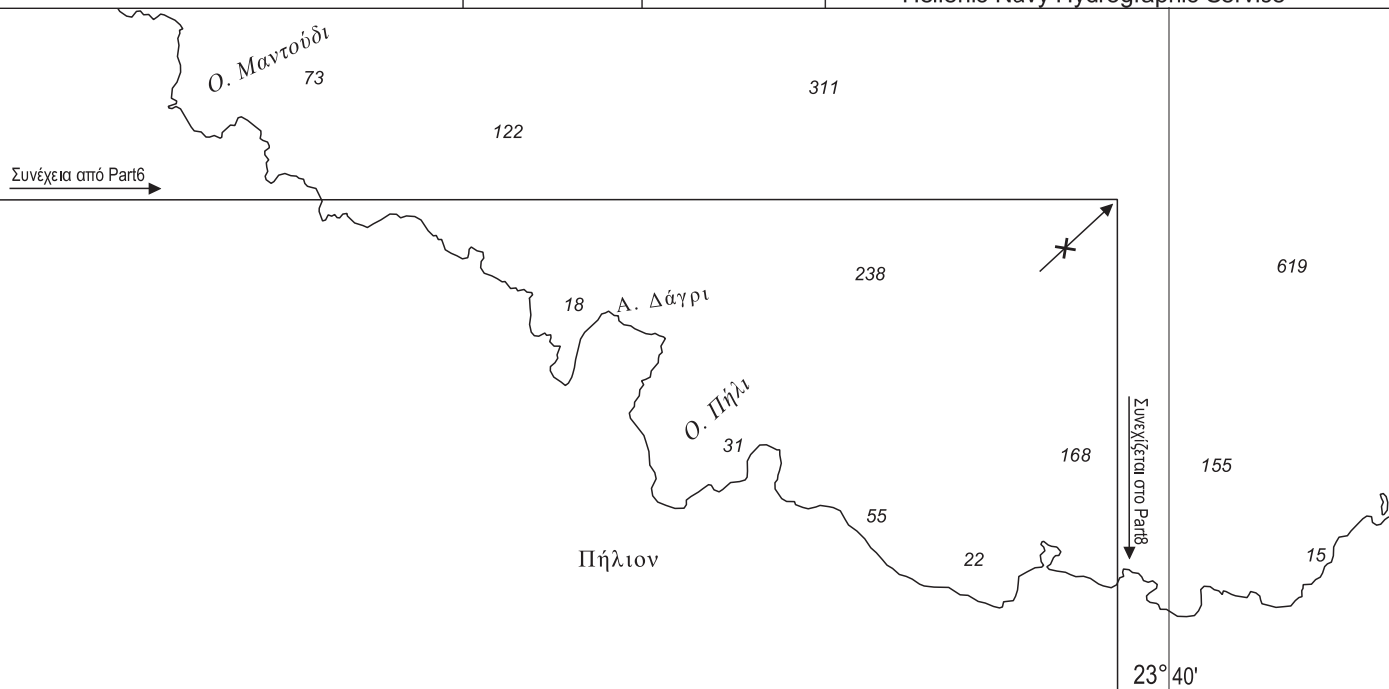 Hellenic Navy Hydrographic Service
Ο. Μαντούδι
73
311
122
Συνέχεια από Part6
238
619
18
Α. Δάγρι
Ο. Πήλι
31
168
155
Συνεχίζεται στο Part8
55
22
15
Πήλιον
23° 40'